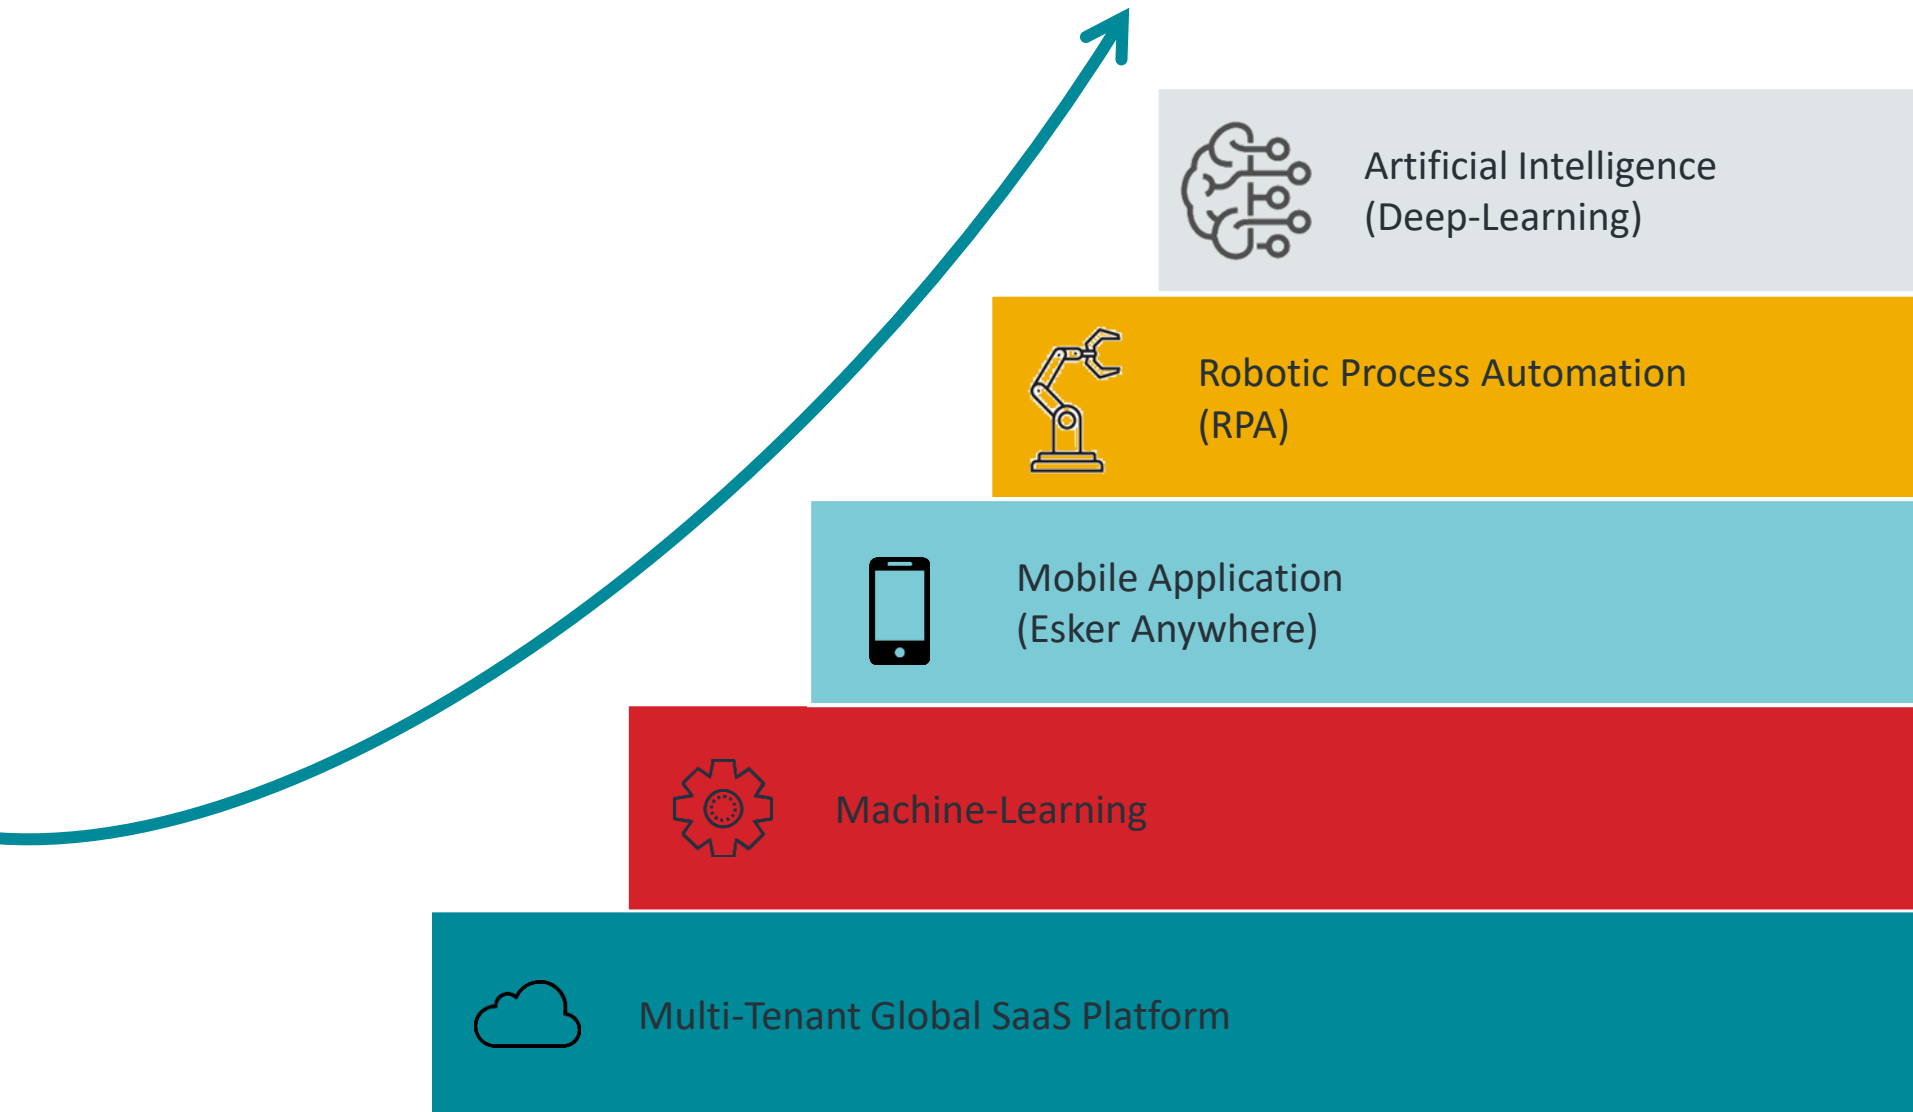 Artificial Intelligence
(Deep-Learning)
Robotic Process Automation
(RPA)
Mobile Application
(Esker Anywhere)
Machine-Learning
Multi-Tenant Global SaaS Platform